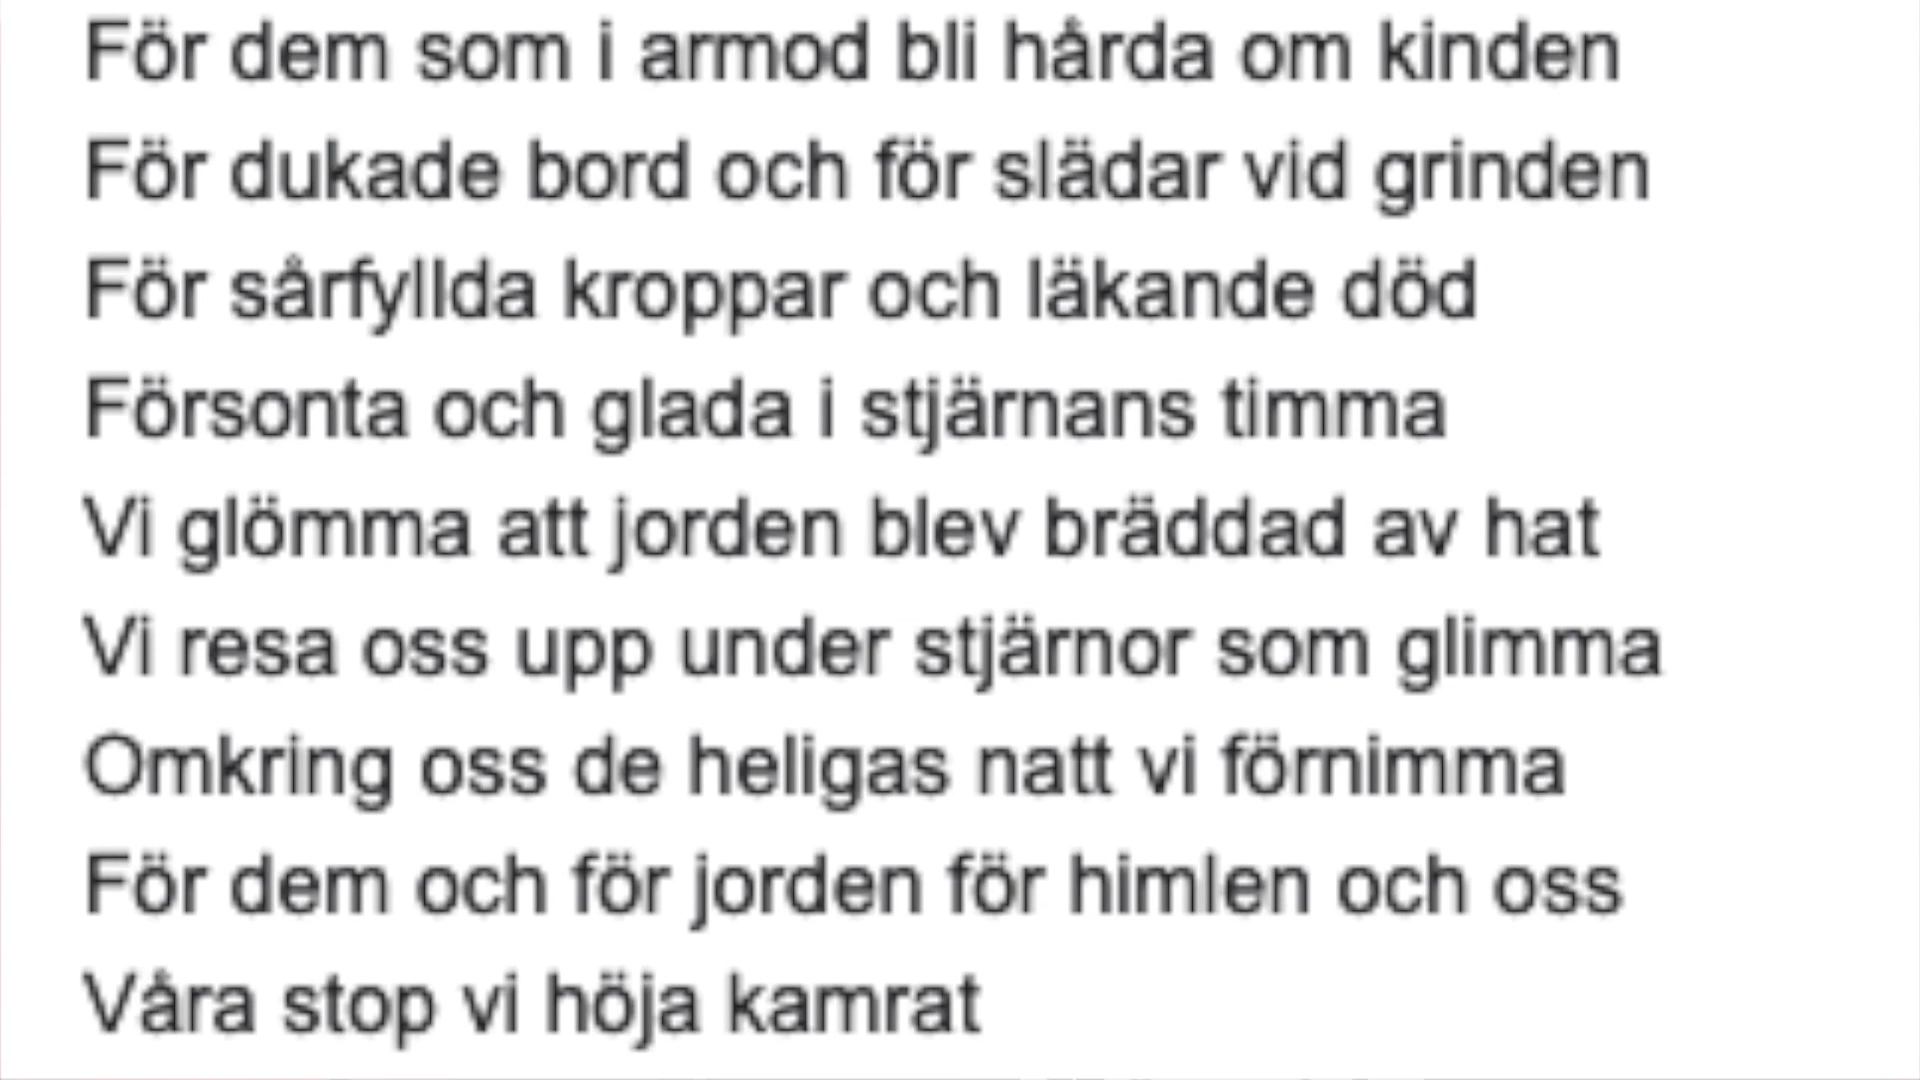 För dem som i armod bli hårda om kinden
För dukade bord och för slädar vid grinden
För sårfyllda kroppar och läkande död
Försonta och glada i stjärnans timma
Vi glömma att jorden blev bräddad av hat
Vi resa oss upp under stjärnor som glimma
Omkring oss de heligas natt vi förnimma
För dem och för jorden för himlen och oss
Våra stop vi höja kamrat